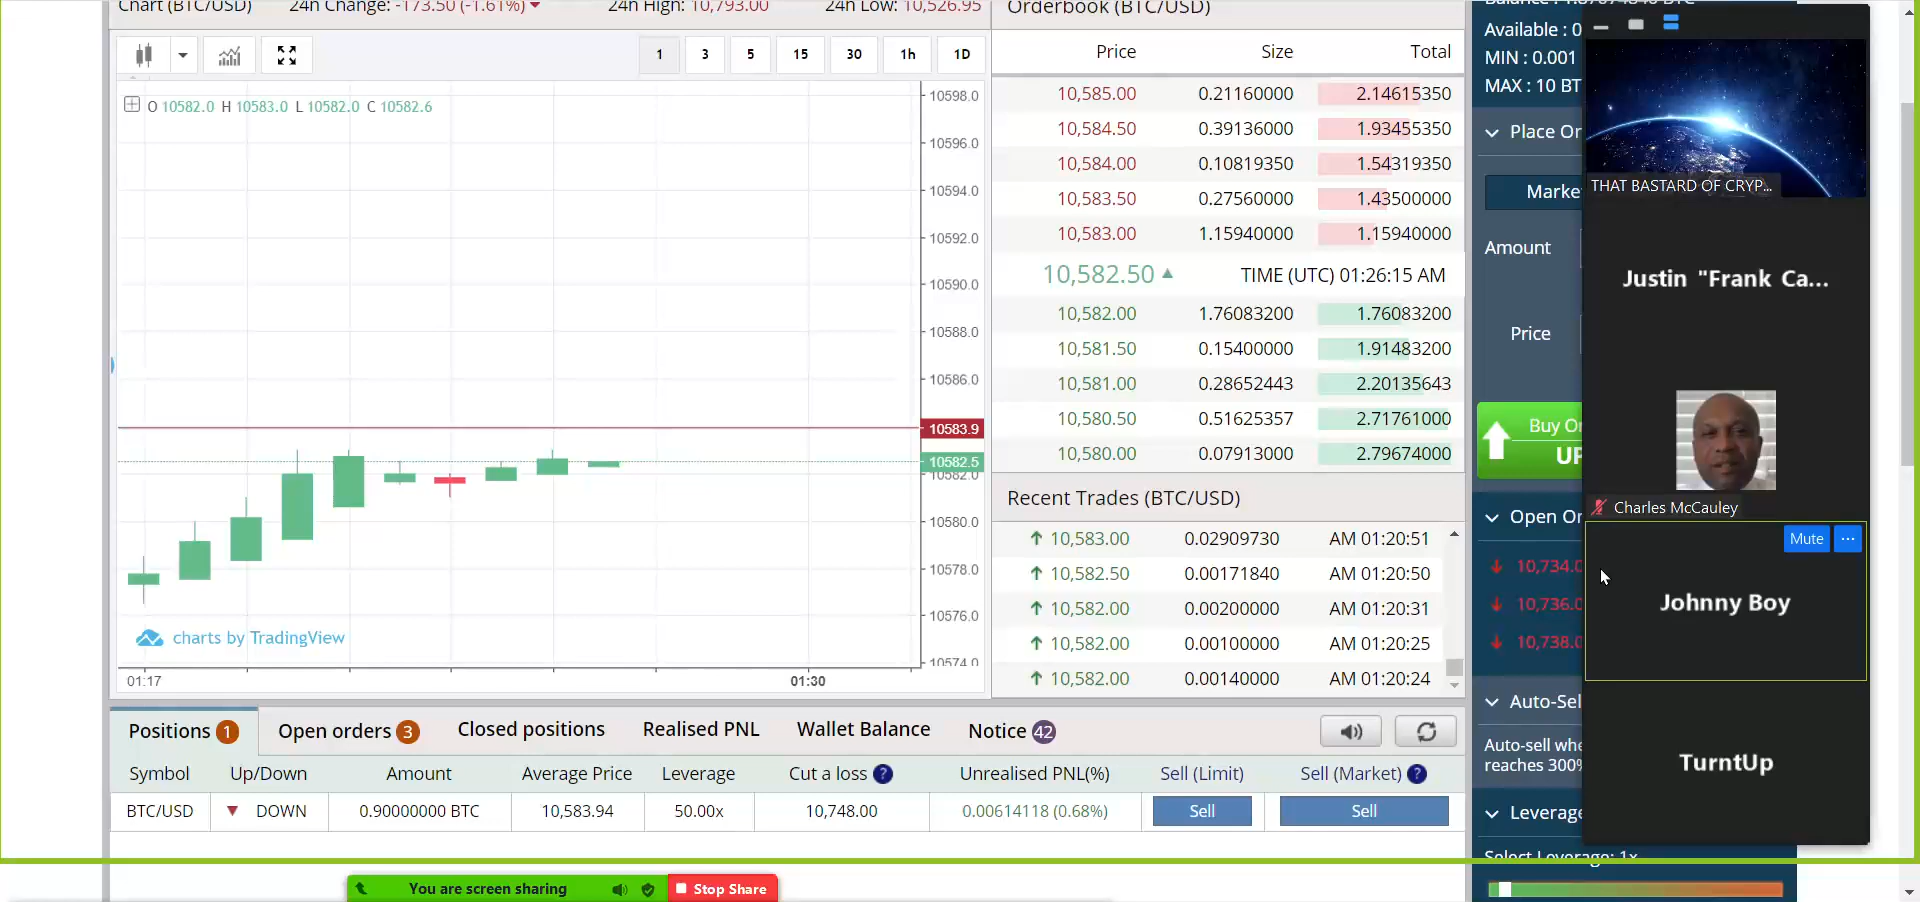 Chart (BTC/USD) 24h Change: -173.50 (-1.61%) 24h High: 10,793.00 24h Low: 10,526.95
1 3 5 15 30 1h 1D
O 10582.0 H 10583.0 L 10582.0 C 10582.6
10598.0
10596.0
10594.0
10592.0
10590.0
10588.0
10586.0
10583.9
10582.5
10582.0
10580.0
10578.0
10576.0
10574.0
charts by TradingView
01:17 01:30
Orderbook (BTC/USD)
Price Size Total
10,585.00 0.21160000 2.14615350
10,584.50 0.39136000 1.93455350
10,584.00 0.10819350 1.54319350
10,583.50 0.27560000 1.43500000
10,583.00 1.15940000 1.15940000
10,582.50 TIME (UTC) 01:26:15 AM
10,582.00 1.76083200 1.76083200
10,581.50 0.15400000 1.91483200
10,581.00 0.28652443 2.20135643
10,580.50 0.51625357 2.71761000
10,580.00 0.07913000 2.79674000
Recent Trades (BTC/USD)
10,583.00 0.02909730 AM 01:20:51
10,582.50 0.00171840 AM 01:20:50
10,582.00 0.00200000 AM 01:20:31
10,582.00 0.00100000 AM 01:20:25
10,582.00 0.00140000 AM 01:20:24
Available : 0
MIN : 0.001
MAX : 10 BT
Place Or
Marke
Amount
Price
Buy Or
UP
Open Or
10,734.0
10,736.0
10,738.0
Auto-Sel
Auto-sell whe
reaches 300%
Leverage
Select Leverage: 1x
THAT BASTARD OF CRYP...
Justin "Frank Ca...
Charles McCauley
Mute ...
Johnny Boy
TurntUp
Positions 1 Open orders 3 Closed positions Realised PNL Wallet Balance Notice 42
Symbol Up/Down Amount Average Price Leverage Cut a loss ? Unrealised PNL(%) Sell (Limit) Sell (Market) ?
BTC/USD DOWN 0.90000000 BTC 10,583.94 50.00x 10,748.00 0.00614118 (0.68%) Sell Sell
You are screen sharing Stop Share